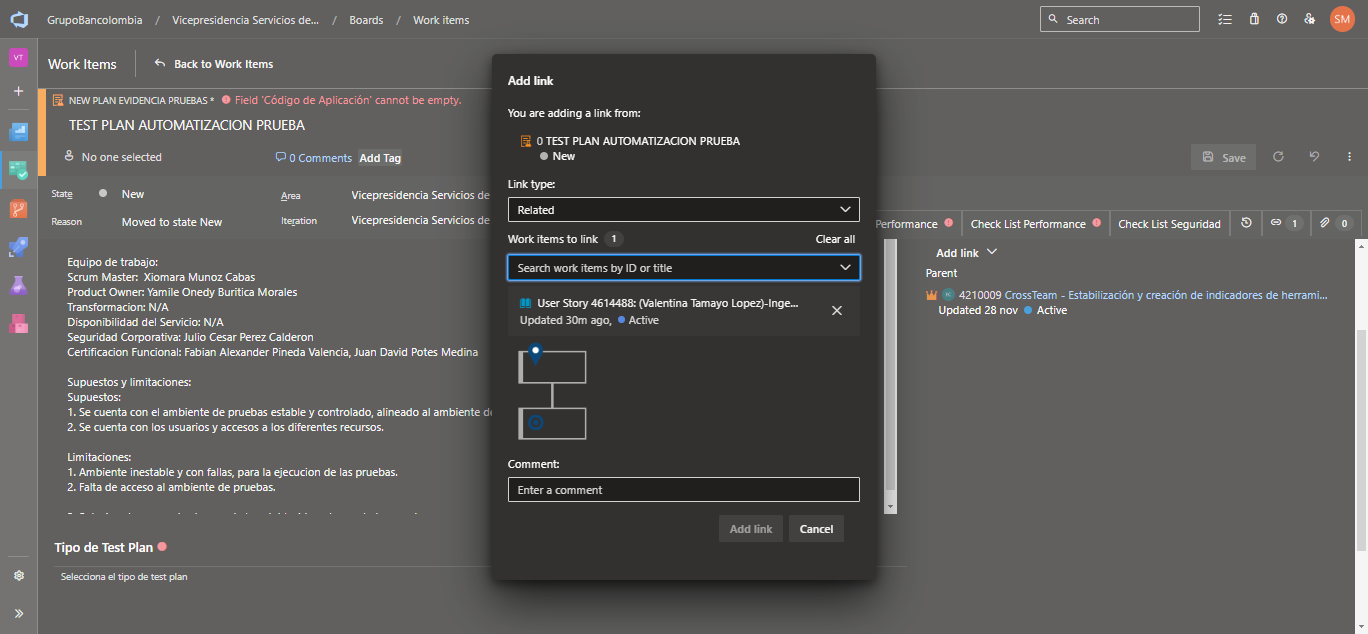 GrupoBancolombia / Vicepresidencia Servicios de... / Boards / Work items
Search
SM
VT
Work Items
Back to Work Items
NEW PLAN EVIDENCIA PRUEBAS * Field 'Código de Aplicación' cannot be empty.
TEST PLAN AUTOMATIZACION PRUEBA
No one selected
0 Comments
Add Tag
Save
State
New
Area
Vicepresidencia Servicios de
Reason
Moved to state New
Iteration
Vicepresidencia Servicios de
Performance
Check List Performance
Check List Seguridad
1
0
Equipo de trabajo:
Scrum Master: Xiomara Munoz Cabas
Product Owner: Yamile Onedy Buritica Morales
Transformacion: N/A
Disponibilidad del Servicio: N/A
Seguridad Corporativa: Julio Cesar Perez Calderon
Certificacion Funcional: Fabian Alexander Pineda Valencia, Juan David Potes Medina
Supuestos y limitaciones:
Supuestos:
1. Se cuenta con el ambiente de pruebas estable y controlado, alineado al ambiente de
2. Se cuenta con los usuarios y accesos a los diferentes recursos.
Limitaciones:
1. Ambiente inestable y con fallas, para la ejecucion de las pruebas.
2. Falta de acceso al ambiente de pruebas.
Tipo de Test Plan
Selecciona el tipo de test plan
Add link
You are adding a link from:
0 TEST PLAN AUTOMATIZACION PRUEBA
New
Link type:
Related
Work items to link 1
Clear all
Search work items by ID or title
User Story 4614488: (Valentina Tamayo Lopez)-Inge...
Updated 30m ago, Active
Comment:
Enter a comment
Add link
Cancel
Add link
Parent
4210009 CrossTeam - Estabilización y creación de indicadores de herrami...
Updated 28 nov Active